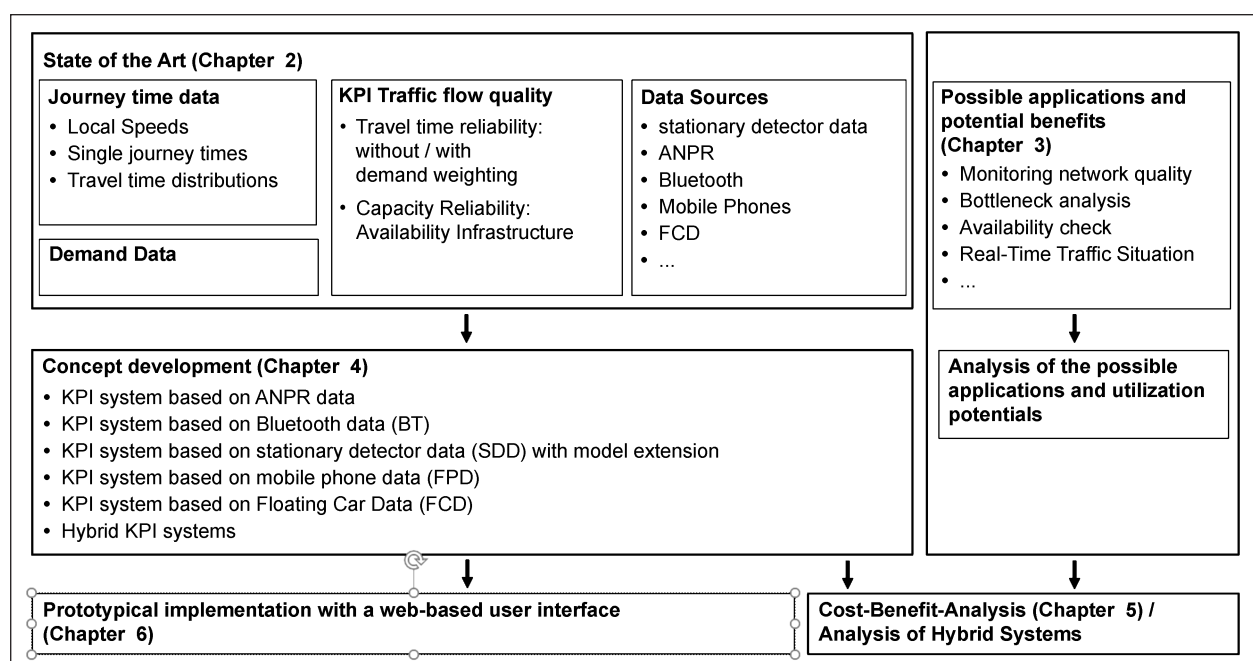 State of the Art (Chapter 2)
Journey time data
• Local Speeds
• Single journey times
• Travel time distributions
Demand Data
KPI Traffic flow quality
• Travel time reliability:
without / with
demand weighting
• Capacity Reliability:
Availability Infrastructure
Data Sources
• stationary detector data
• ANPR
• Bluetooth
• Mobile Phones
• FCD
• ...
Possible applications and
potential benefits
(Chapter 3)
• Monitoring network quality
• Bottleneck analysis
• Availability check
• Real-Time Traffic Situation
• ...
Analysis of the possible
applications and utilization
potentials
Concept development (Chapter 4)
• KPI system based on ANPR data
• KPI system based on Bluetooth data (BT)
• KPI system based on stationary detector data (SDD) with model extension
• KPI system based on mobile phone data (FPD)
• KPI system based on Floating Car Data (FCD)
• Hybrid KPI systems
Prototypical implementation with a web-based user interface
(Chapter 6)
Cost-Benefit-Analysis (Chapter 5) /
Analysis of Hybrid Systems